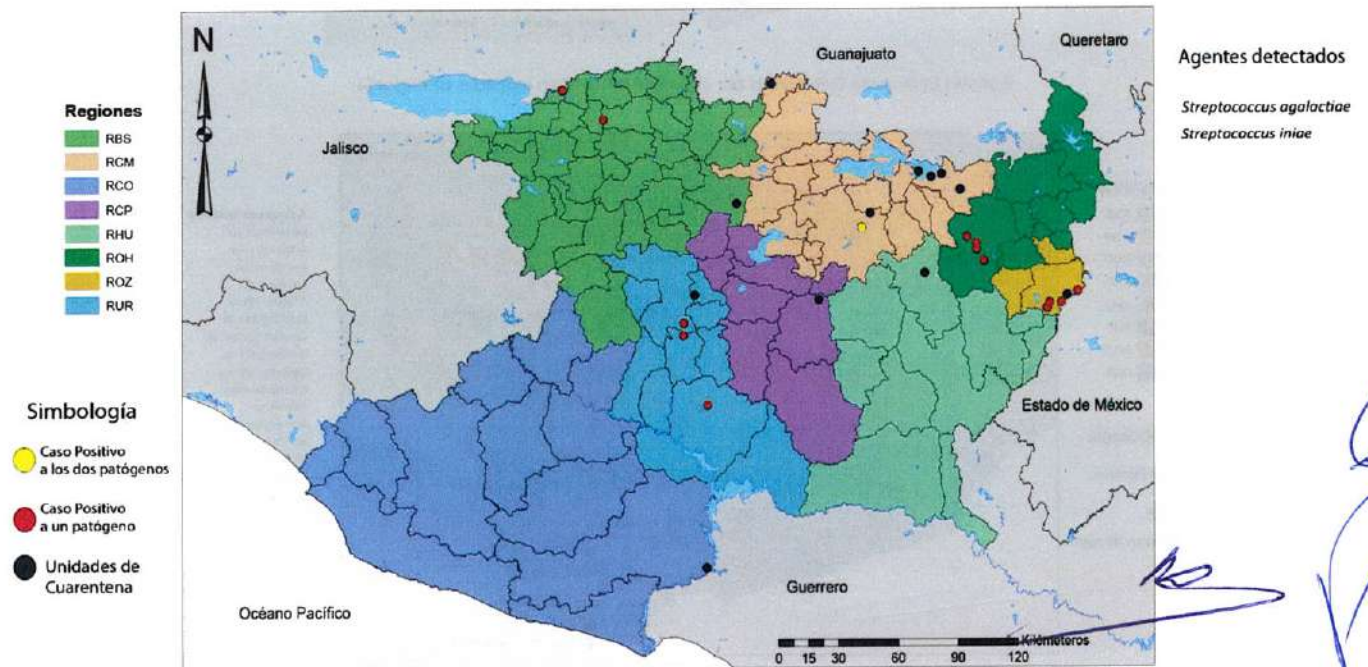 N
Regiones
RBS
RCM
RCO
RCP
RHU
ROH
ROZ
RUR
Simbología
Caso Positivo
a los dos patógenos
Caso Positivo
a un patógeno
Unidades de
Cuarentena
Guanajuato
Queretaro
Jalisco
Estado de México
Guerrero
Océano Pacífico
Kilómeteros
0 15 30 60 90 120
Agentes detectados
Streptococcus agalactiae
Streptococcus iniae